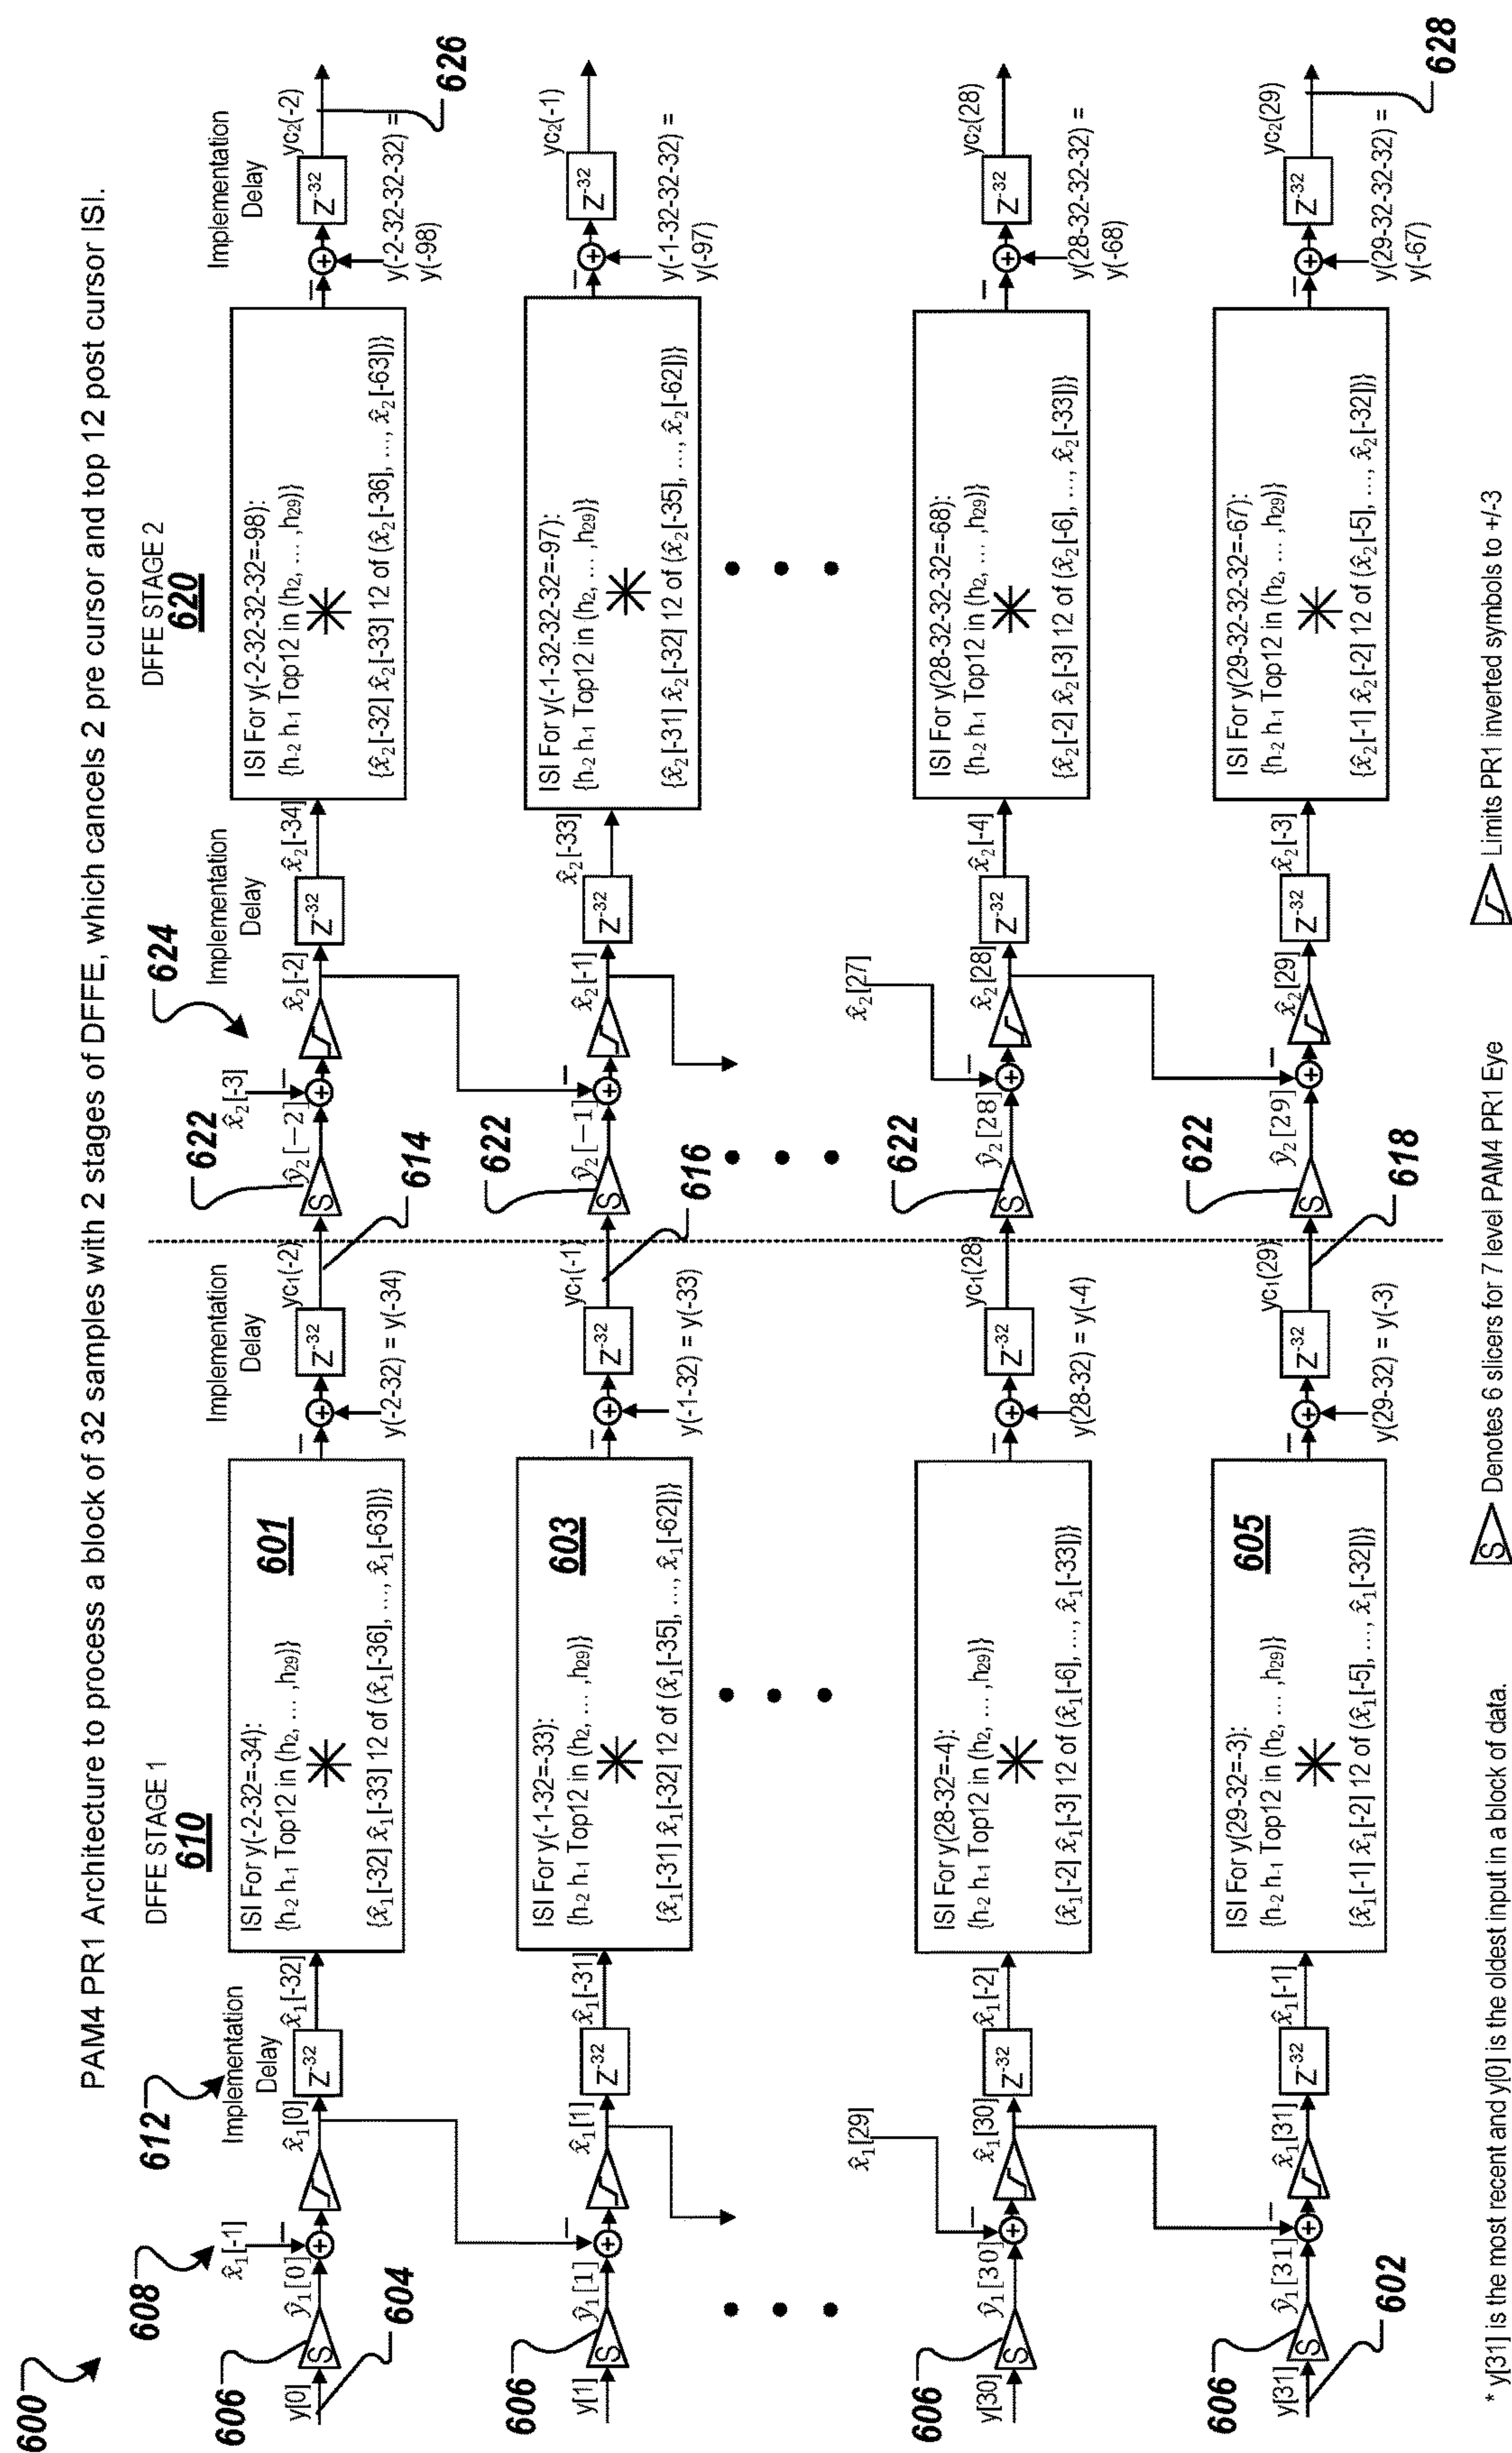 PAM4 PR1 Architecture to process a block of 32 samples with 2 stages of DFFE, which cancels 2 pre cursor and top 12 post cursor ISI.
600
608
612
DFFE STAGE 1
610
624
DFFE STAGE 2
620
Implementation
Delay
Implementation
Delay
Implementation
Delay
Implementation
Delay
606
y[0]
604
S
ŷ₁[0]
x̂₁[-1]
−
+
x̂₁[0]
Z⁻³²
x̂₁[-32]
ISI For y(-2-32=-34):
{h₋₂ h₋₁ Top12 in (h₂, ... ,h₂₉)}
601
*
{x̂₁[-32] x̂₁[-33] 12 of (x̂₁[-36], ..., x̂₁[-63])}
−
+
y(-2-32) = y(-34)
Z⁻³²
yc₁(-2)
614
622
S
ŷ₂[−2]
x̂₂[-3]
−
+
x̂₂[-2]
Z⁻³²
x̂₂[-34]
ISI For y(-2-32-32-32=-98):
{h₋₂ h₋₁ Top12 in (h₂, ... ,h₂₉)}
*
{x̂₂[-32] x̂₂[-33] 12 of (x̂₂[-36], ..., x̂₂[-63])}
−
+
y(-2-32-32-32) =
y(-98)
Z⁻³²
yc₂(-2)
626
606
y[1]
S
ŷ₁[1]
−
+
x̂₁[1]
Z⁻³²
x̂₁[-31]
ISI For y(-1-32=-33):
{h₋₂ h₋₁ Top12 in (h₂, ... ,h₂₉)}
603
*
{x̂₁[-31] x̂₁[-32] 12 of (x̂₁[-35], ..., x̂₁[-62])}
−
+
y(-1-32) = y(-33)
Z⁻³²
yc₁(-1)
616
622
S
ŷ₂[−1]
−
+
x̂₂[-1]
Z⁻³²
x̂₂[-33]
ISI For y(-1-32-32-32=-97):
{h₋₂ h₋₁ Top12 in (h₂, ... ,h₂₉)}
*
{x̂₂[-31] x̂₂[-32] 12 of (x̂₂[-35], ..., x̂₂[-62])}
−
+
y(-1-32-32-32) =
y(-97)
Z⁻³²
yc₂(-1)
606
y[30]
S
ŷ₁[30]
x̂₁[29]
−
+
x̂₁[30]
Z⁻³²
x̂₁[-2]
ISI For y(28-32=-4):
{h₋₂ h₋₁ Top12 in (h₂, ... ,h₂₉)}
*
{x̂₁[-2] x̂₁[-3] 12 of (x̂₁[-6], ..., x̂₁[-33])}
−
+
y(28-32) = y(-4)
Z⁻³²
yc₁(28)
622
S
ŷ₂[28]
x̂₂[27]
−
+
x̂₂[28]
Z⁻³²
x̂₂[-4]
ISI For y(28-32-32-32=-68):
{h₋₂ h₋₁ Top12 in (h₂, ... ,h₂₉)}
*
{x̂₂[-2] x̂₂[-3] 12 of (x̂₂[-6], ..., x̂₂[-33])}
−
+
y(28-32-32-32) =
y(-68)
Z⁻³²
yc₂(28)
606
y[31]
602
S
ŷ₁[31]
−
+
x̂₁[31]
Z⁻³²
x̂₁[-1]
ISI For y(29-32=-3):
{h₋₂ h₋₁ Top12 in (h₂, ... ,h₂₉)}
605
*
{x̂₁[-1] x̂₁[-2] 12 of (x̂₁[-5], ..., x̂₁[-32])}
−
+
y(29-32) = y(-3)
Z⁻³²
yc₁(29)
618
622
S
ŷ₂[29]
−
+
x̂₂[29]
Z⁻³²
x̂₂[-3]
ISI For y(29-32-32-32=-67):
{h₋₂ h₋₁ Top12 in (h₂, ... ,h₂₉)}
*
{x̂₂[-1] x̂₂[-2] 12 of (x̂₂[-5], ..., x̂₂[-32])}
−
+
y(29-32-32-32) =
y(-67)
Z⁻³²
yc₂(29)
628
* y[31] is the most recent and y[0] is the oldest input in a block of data.
S Denotes 6 slicers for 7 level PAM4 PR1 Eye
Limits PR1 inverted symbols to +/-3